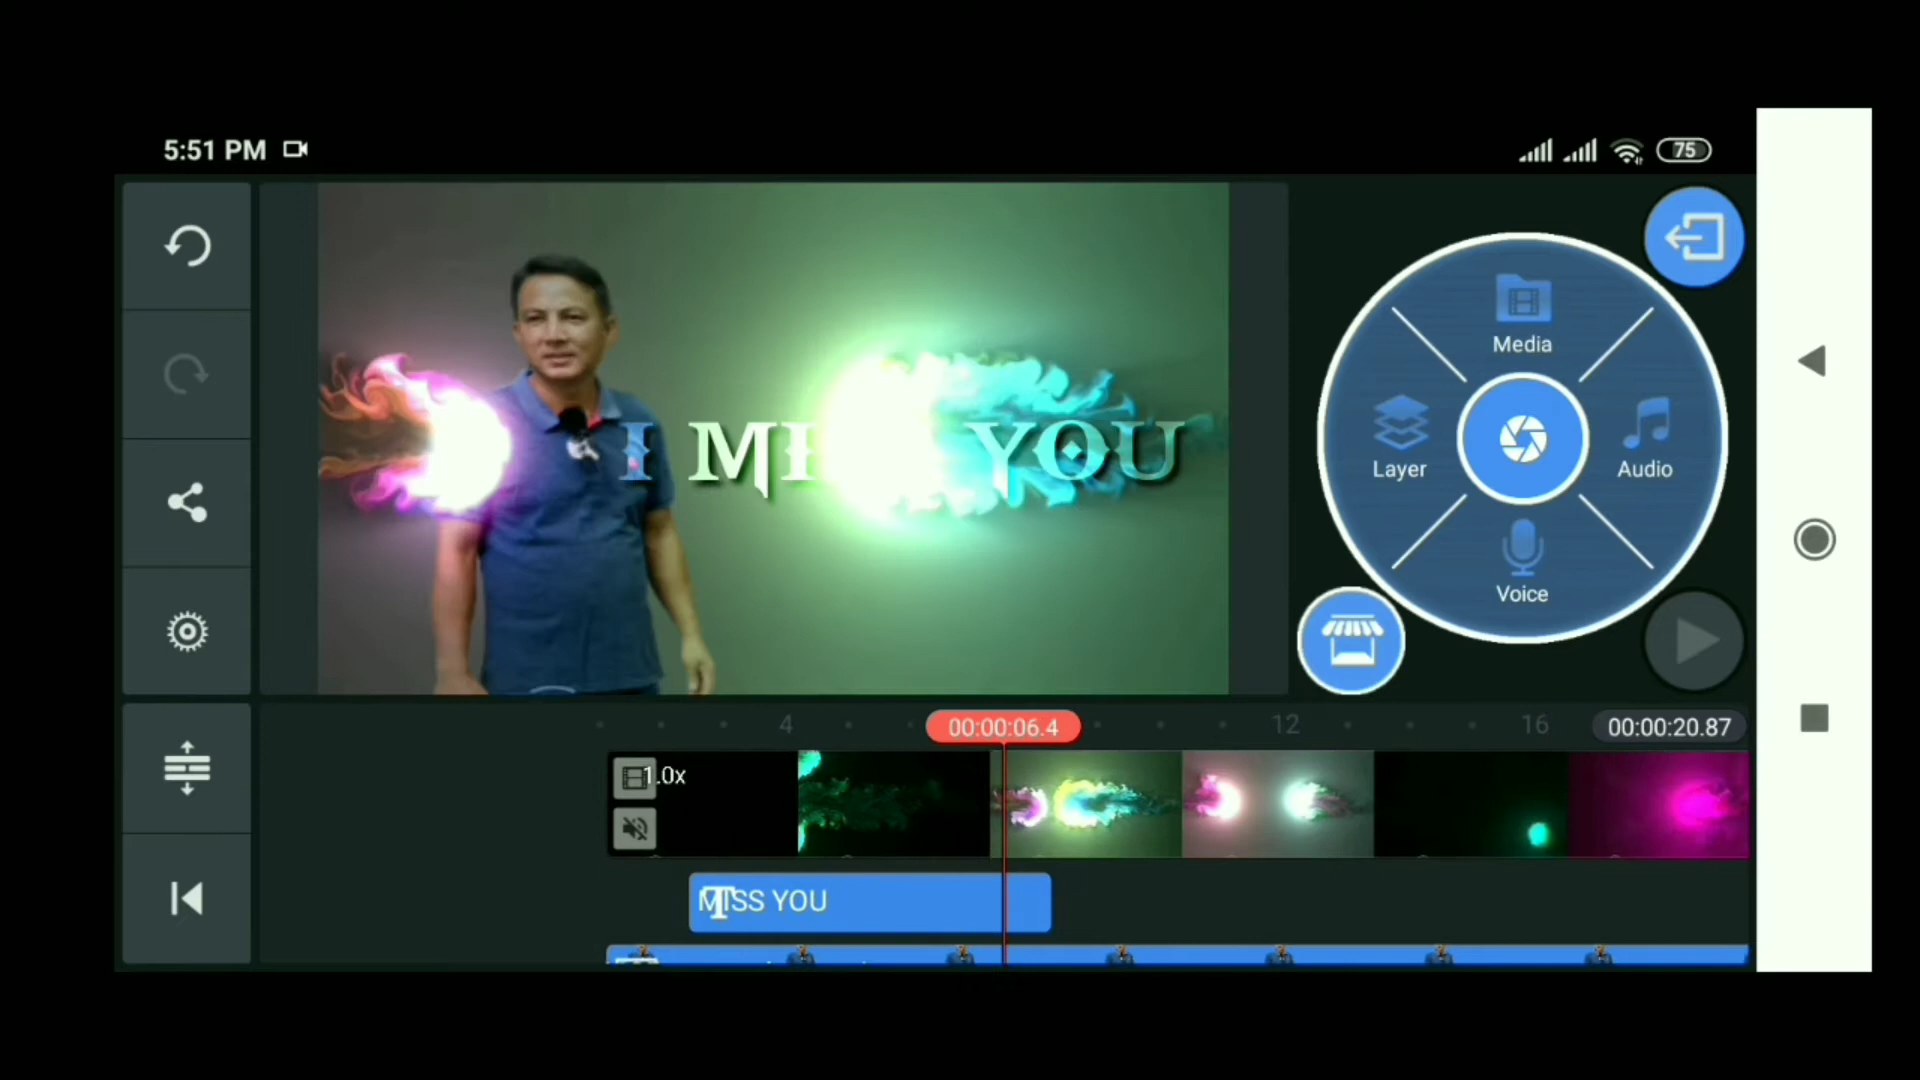 5:51 PM
75
I MI YOU
Media
Layer
Audio
Voice
4
00:00:06.4
12
16
00:00:20.87
1.0x
MISS YOU